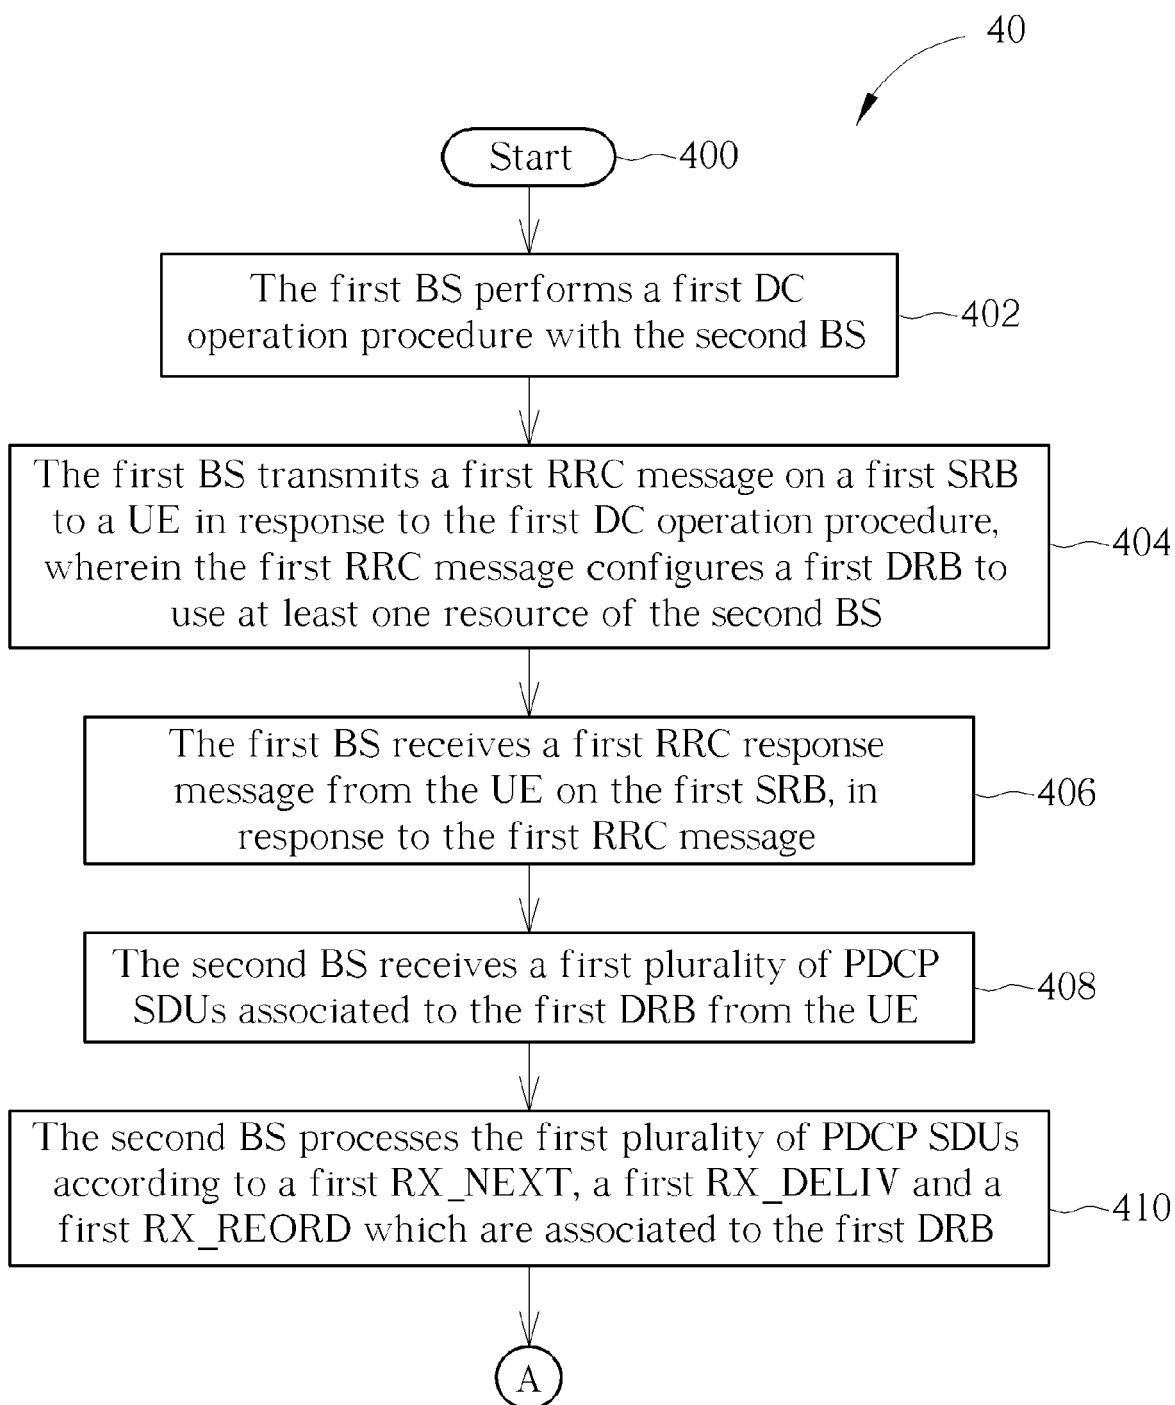 40
Start
400
The first BS performs a first DC
operation procedure with the second BS
402
The first BS transmits a first RRC message on a first SRB
to a UE in response to the first DC operation procedure,
wherein the first RRC message configures a first DRB to
use at least one resource of the second BS
404
The first BS receives a first RRC response
message from the UE on the first SRB, in
response to the first RRC message
406
The second BS receives a first plurality of PDCP
SDUs associated to the first DRB from the UE
408
The second BS processes the first plurality of PDCP SDUs
according to a first RX_NEXT, a first RX_DELIV and a
first RX_REORD which are associated to the first DRB
410
A